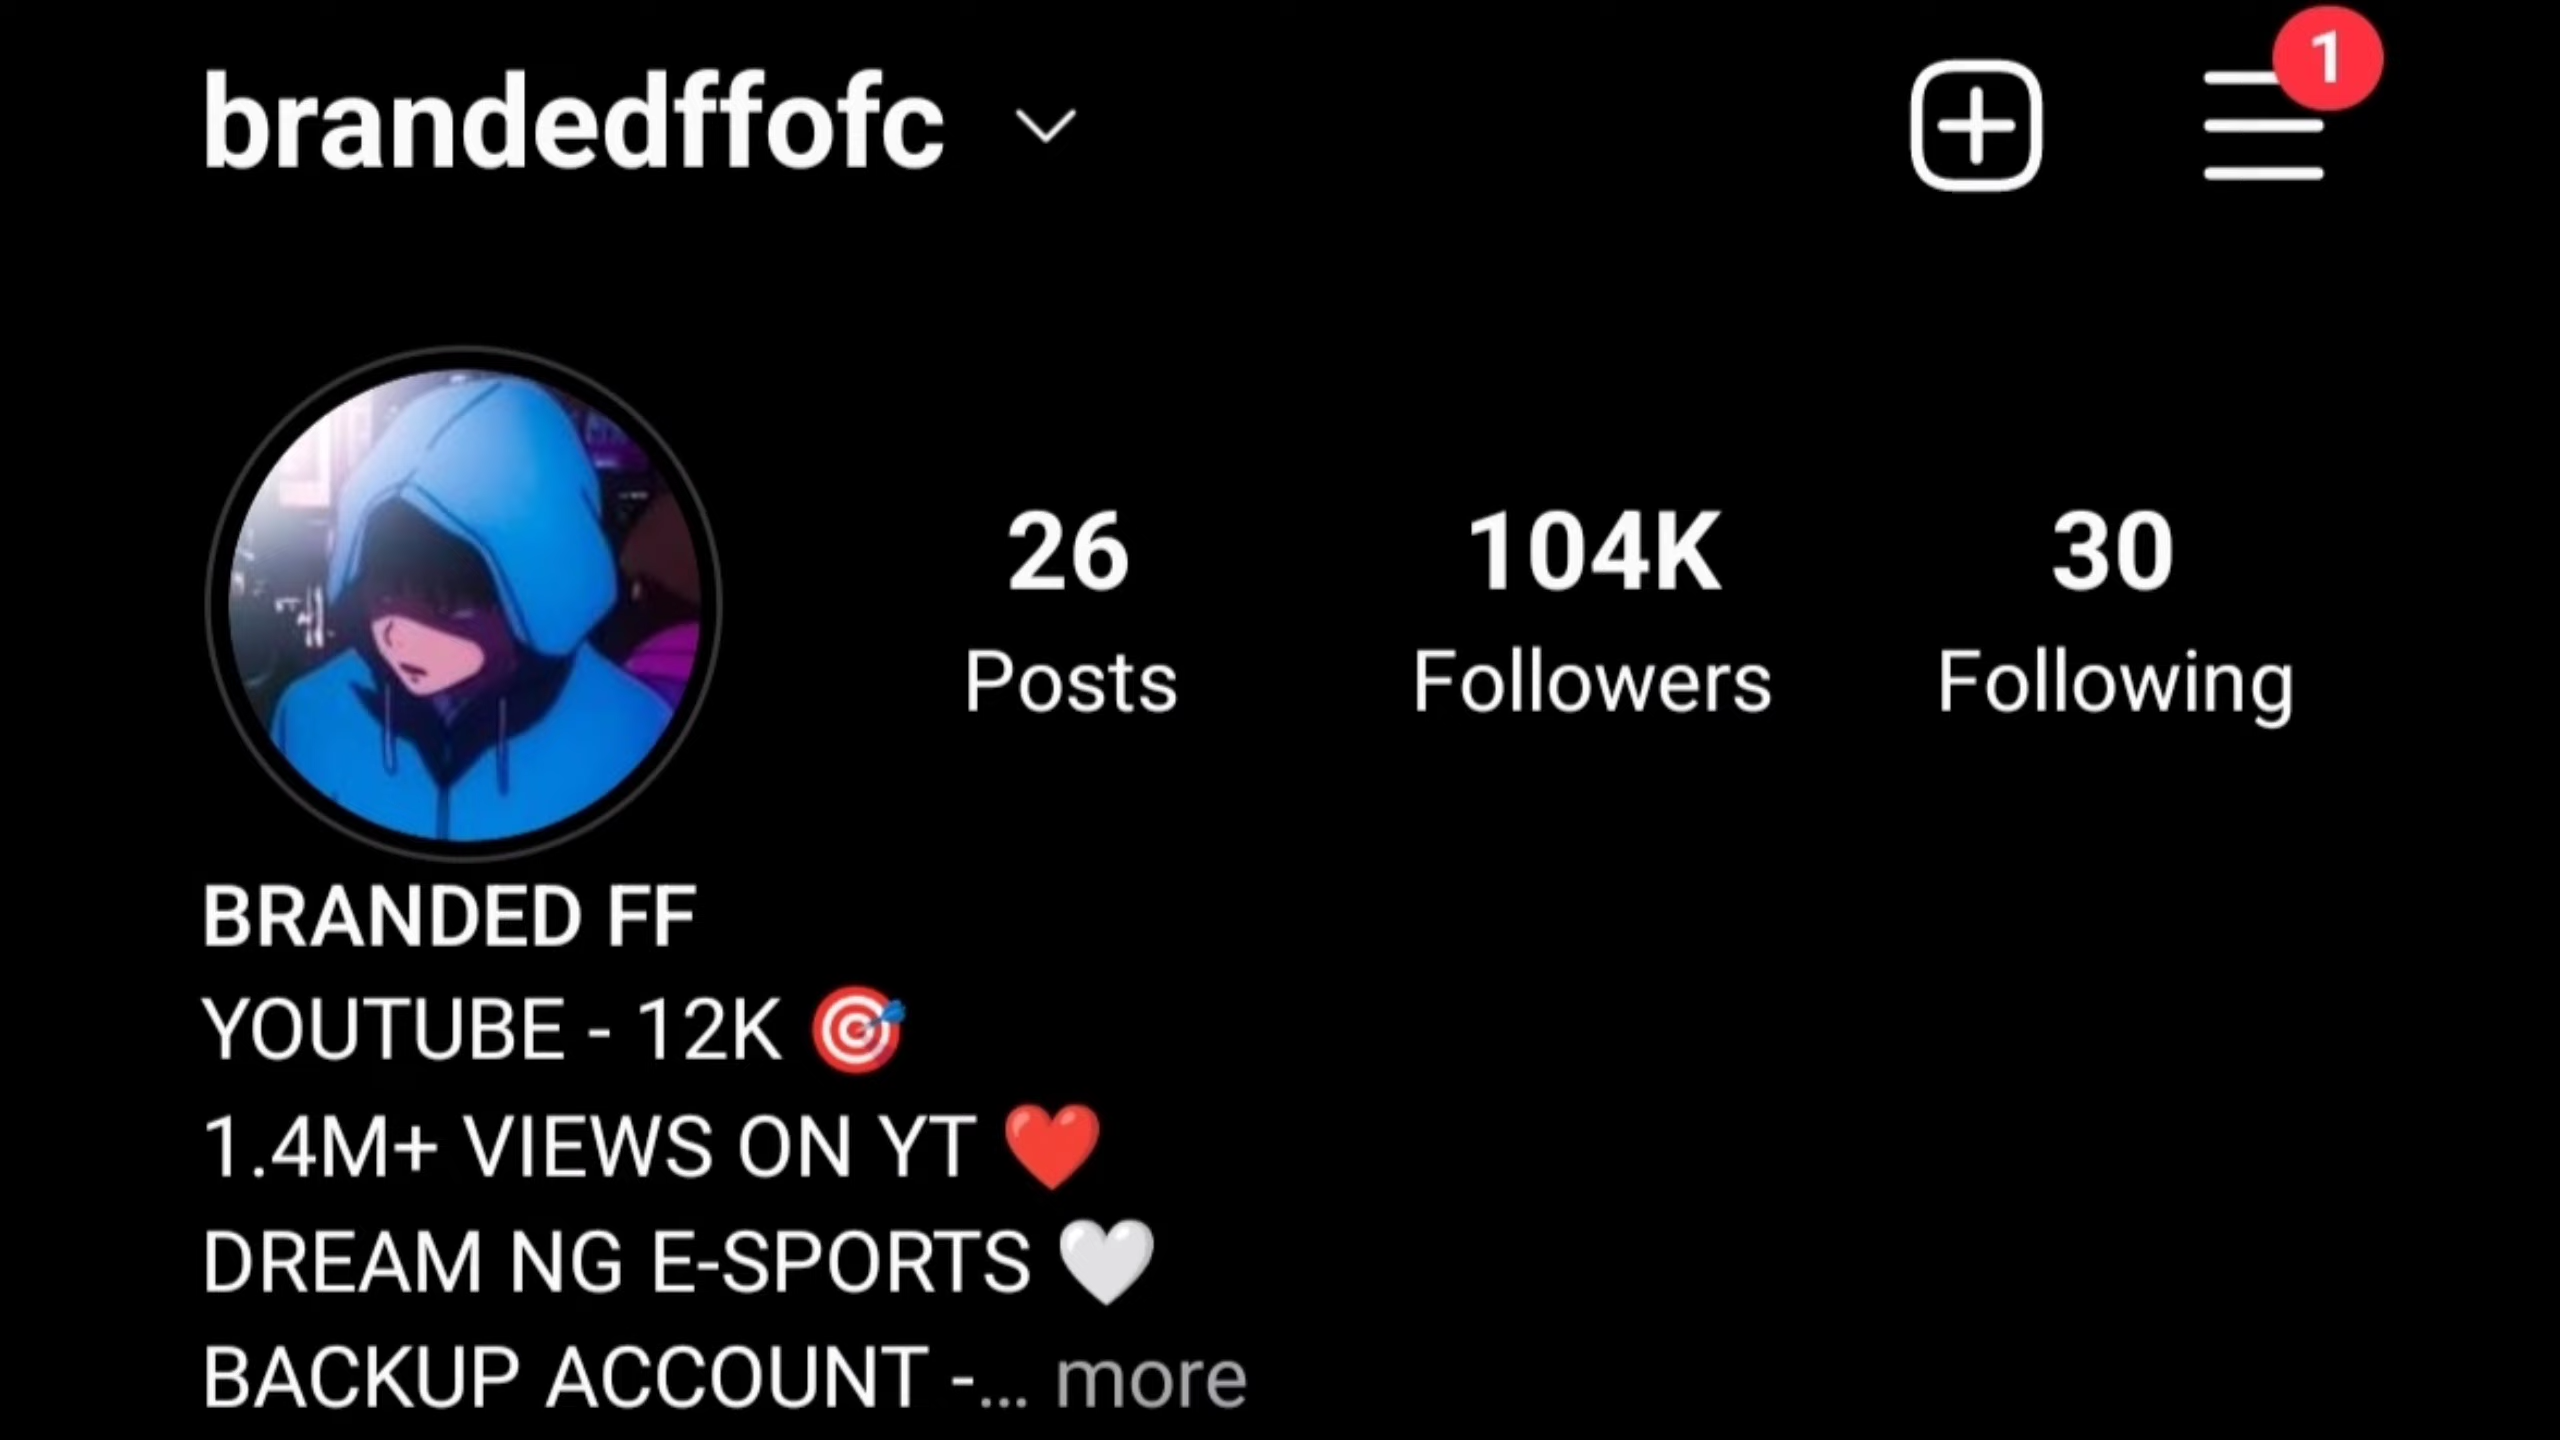 brandedffofc
1
26 104K 30
Posts Followers Following
BRANDED FF
YOUTUBE - 12K 🎯
1.4M+ VIEWS ON YT ❤️
DREAM NG E-SPORTS 🤍
BACKUP ACCOUNT -... more